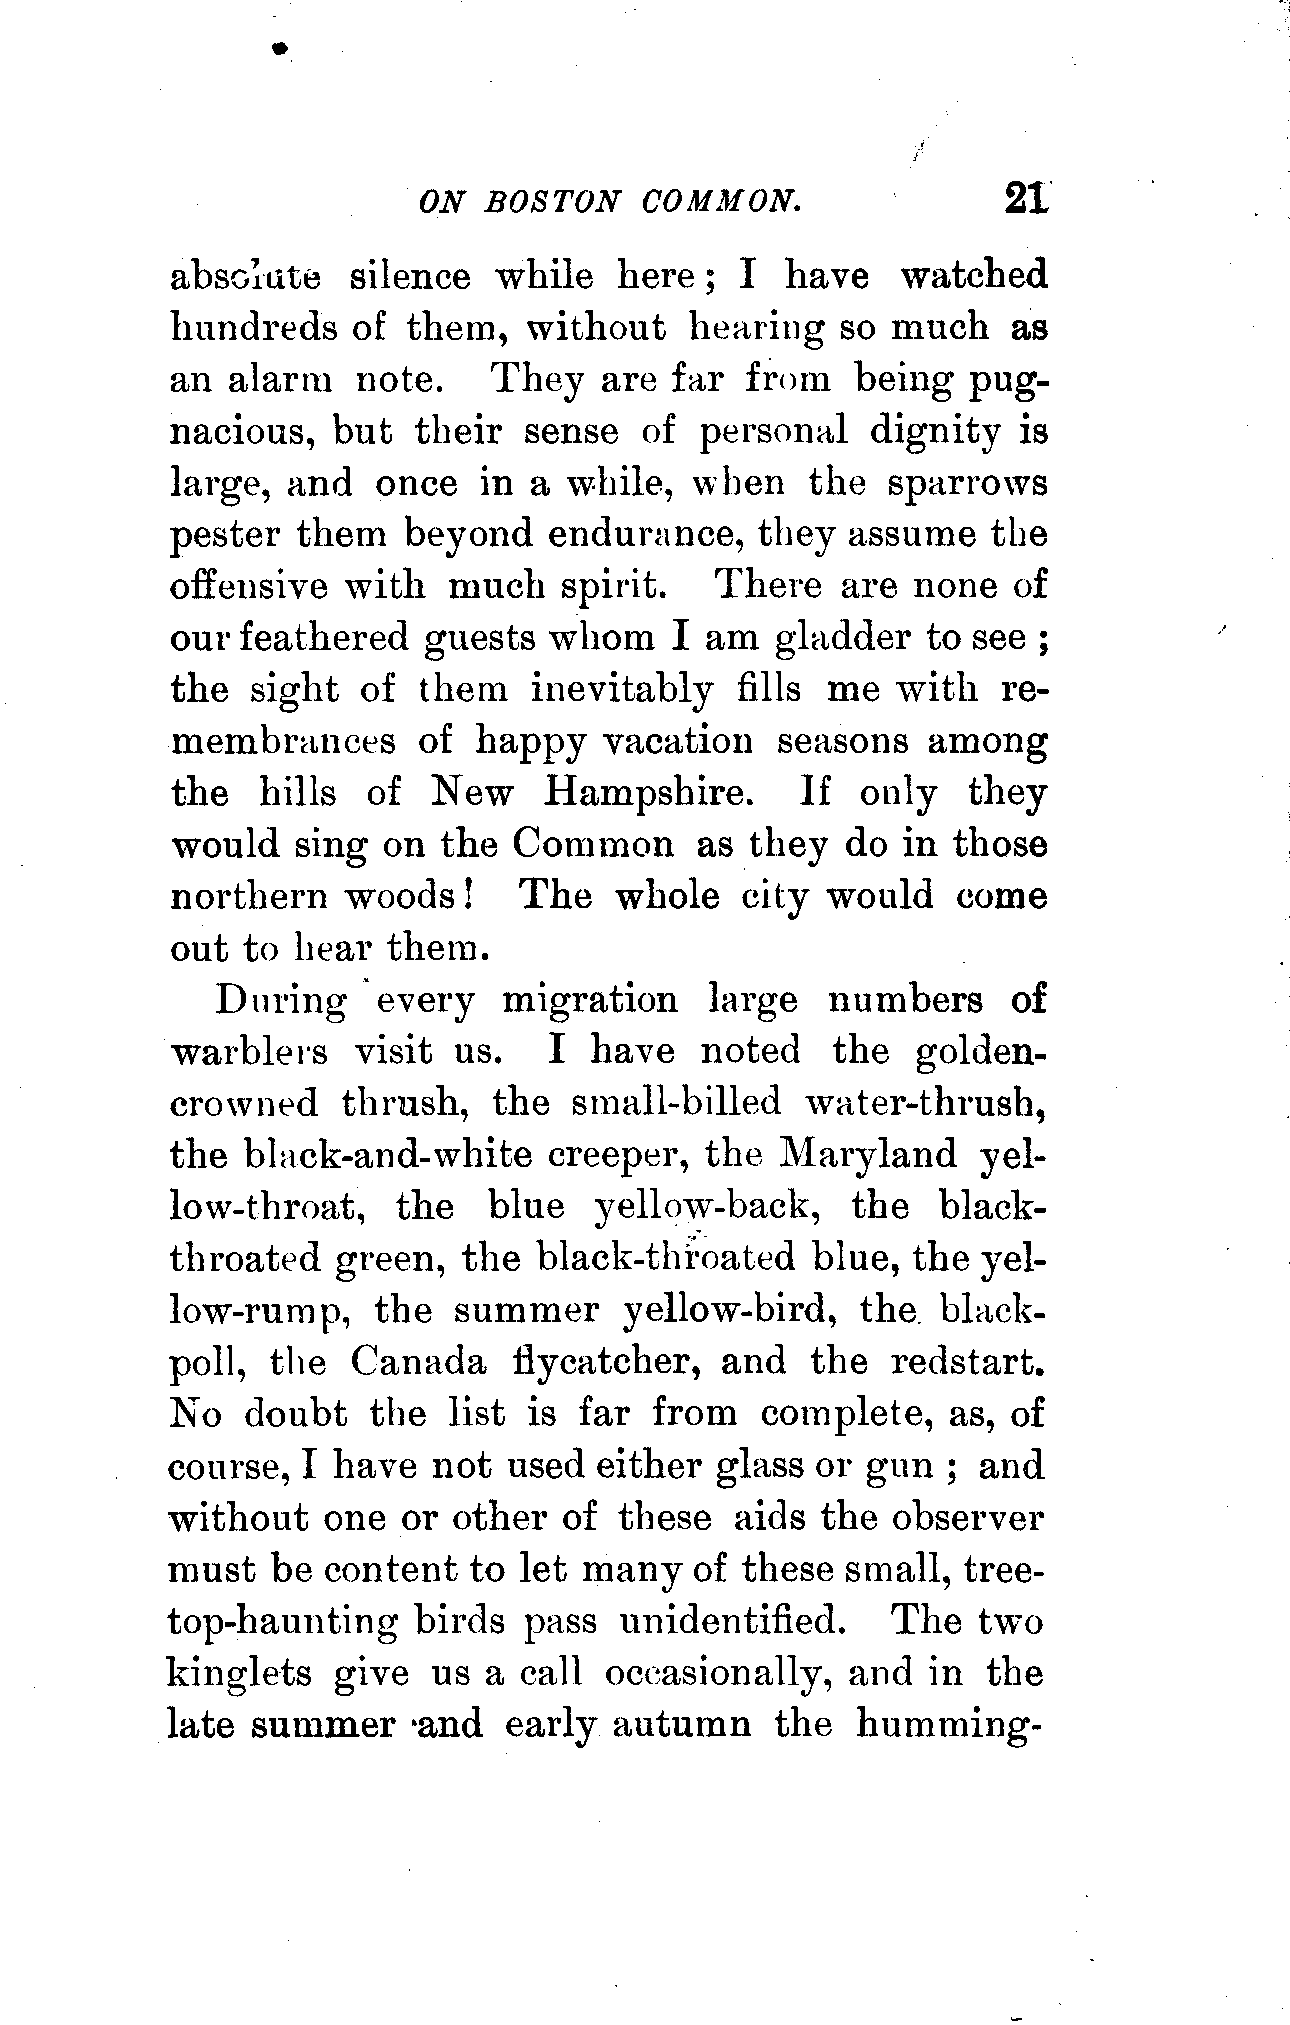 ON BOSTON COMMON. 21
absolute silence while here; I have watched
hundreds of them, without hearing so much as
an alarm note. They are far from being pug-
nacious, but their sense of personal dignity is
large, and once in a while, when the sparrows
pester them beyond endurance, they assume the
offensive with much spirit. There are none of
our feathered guests whom I am gladder to see;
the sight of them inevitably fills me with re-
membrances of happy vacation seasons among
the hills of New Hampshire. If only they
would sing on the Common as they do in those
northern woods! The whole city would come
out to hear them.
During every migration large numbers of
warblers visit us. I have noted the golden-
crowned thrush, the small-billed water-thrush,
the black-and-white creeper, the Maryland yel-
low-throat, the blue yellow-back, the black-
throated green, the black-throated blue, the yel-
low-rump, the summer yellow-bird, the black-
poll, the Canada flycatcher, and the redstart.
No doubt the list is far from complete, as, of
course, I have not used either glass or gun; and
without one or other of these aids the observer
must be content to let many of these small, tree-
top-haunting birds pass unidentified. The two
kinglets give us a call occasionally, and in the
late summer and early autumn the humming-